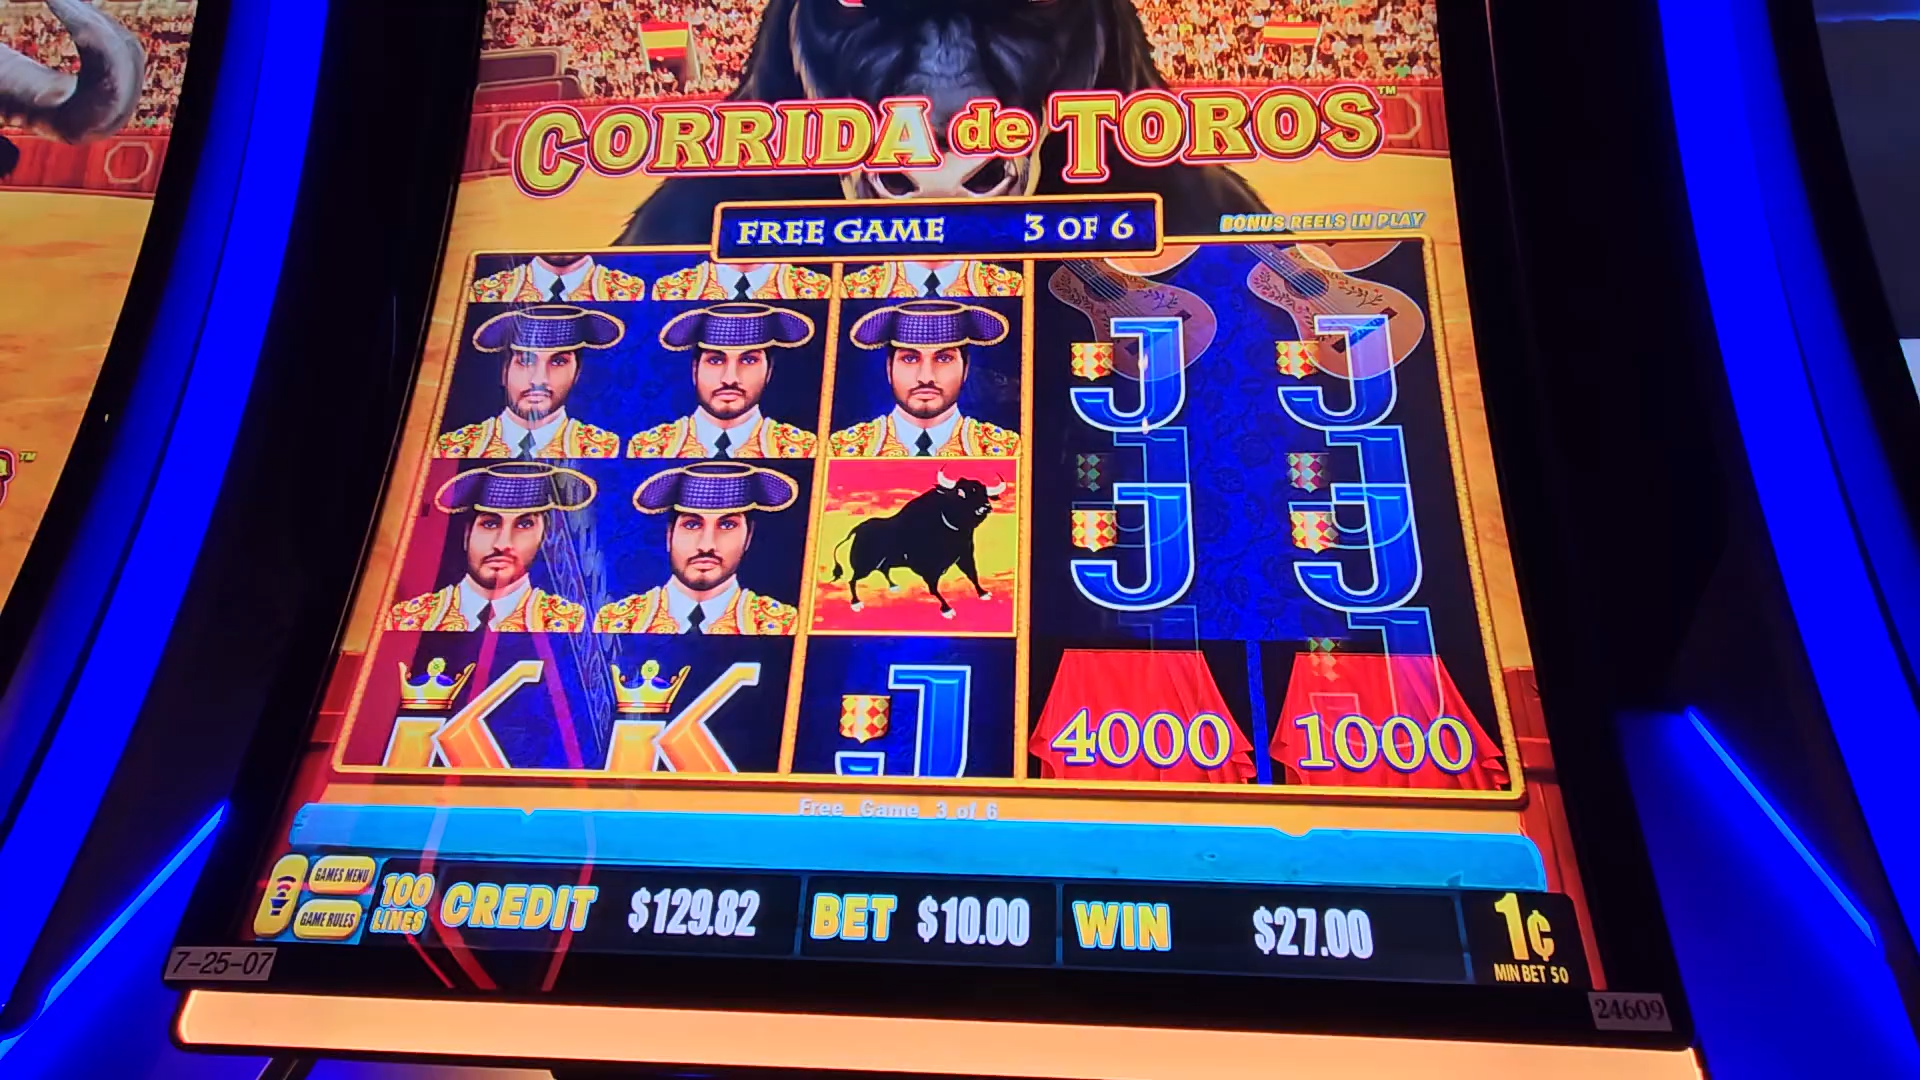 CORRIDA de TOROS™
FREE GAME 3 OF 6
BONUS REELS IN PLAY
J J
J J
K K J 4000 1000
™
Free Game 3 of 6
GAMES MENU
GAME RULES
100 LINES
CREDIT $129.82 BET $10.00 WIN $27.00
1¢
MIN BET 50
7-25-07
24609